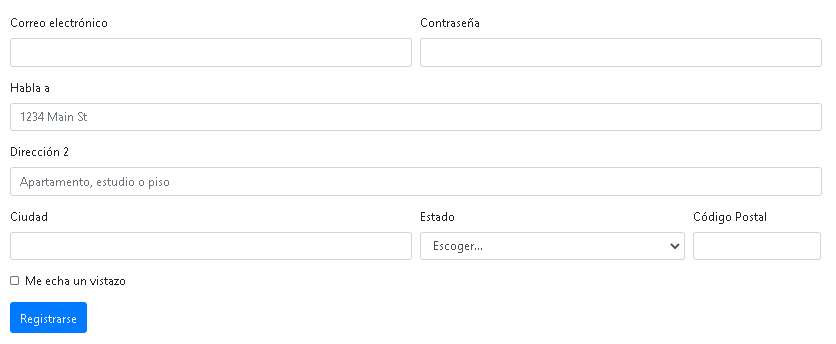 Correo electrónico Contraseña
Habla a
1234 Main St
Dirección 2
Apartamento, estudio o piso
Ciudad Estado Código Postal
Escoger...
Me echa un vistazo
Registrarse